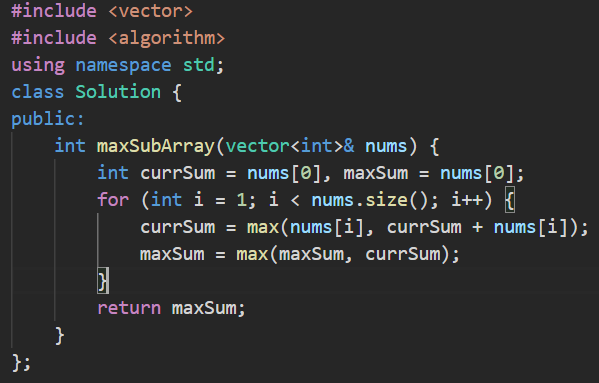 #include <vector>
#include <algorithm>
using namespace std;
class Solution {
public:
    int maxSubArray(vector<int>& nums) {
        int currSum = nums[0], maxSum = nums[0];
        for (int i = 1; i < nums.size(); i++) {
            currSum = max(nums[i], currSum + nums[i]);
            maxSum = max(maxSum, currSum);
        }
        return maxSum;
    }
};